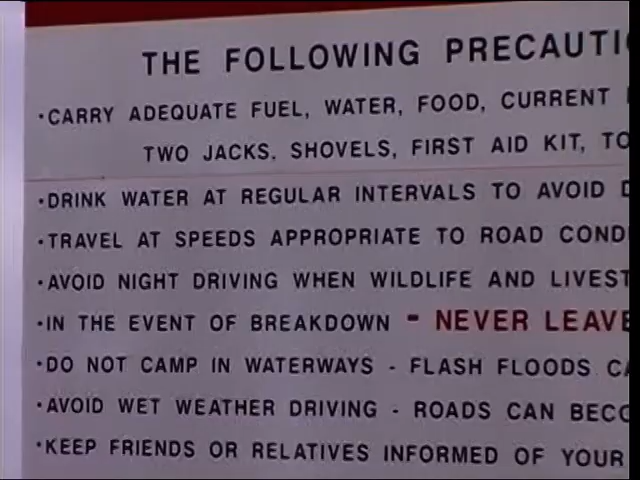 THE FOLLOWING PRECAUTI
•CARRY ADEQUATE FUEL, WATER, FOOD, CURRENT
TWO JACKS, SHOVELS, FIRST AID KIT, TO
•DRINK WATER AT REGULAR INTERVALS TO AVOID D
•TRAVEL AT SPEEDS APPROPRIATE TO ROAD COND
•AVOID NIGHT DRIVING WHEN WILDLIFE AND LIVEST
•IN THE EVENT OF BREAKDOWN - NEVER LEAVE
•DO NOT CAMP IN WATERWAYS - FLASH FLOODS CA
•AVOID WET WEATHER DRIVING - ROADS CAN BECO
•KEEP FRIENDS OR RELATIVES INFORMED OF YOUR